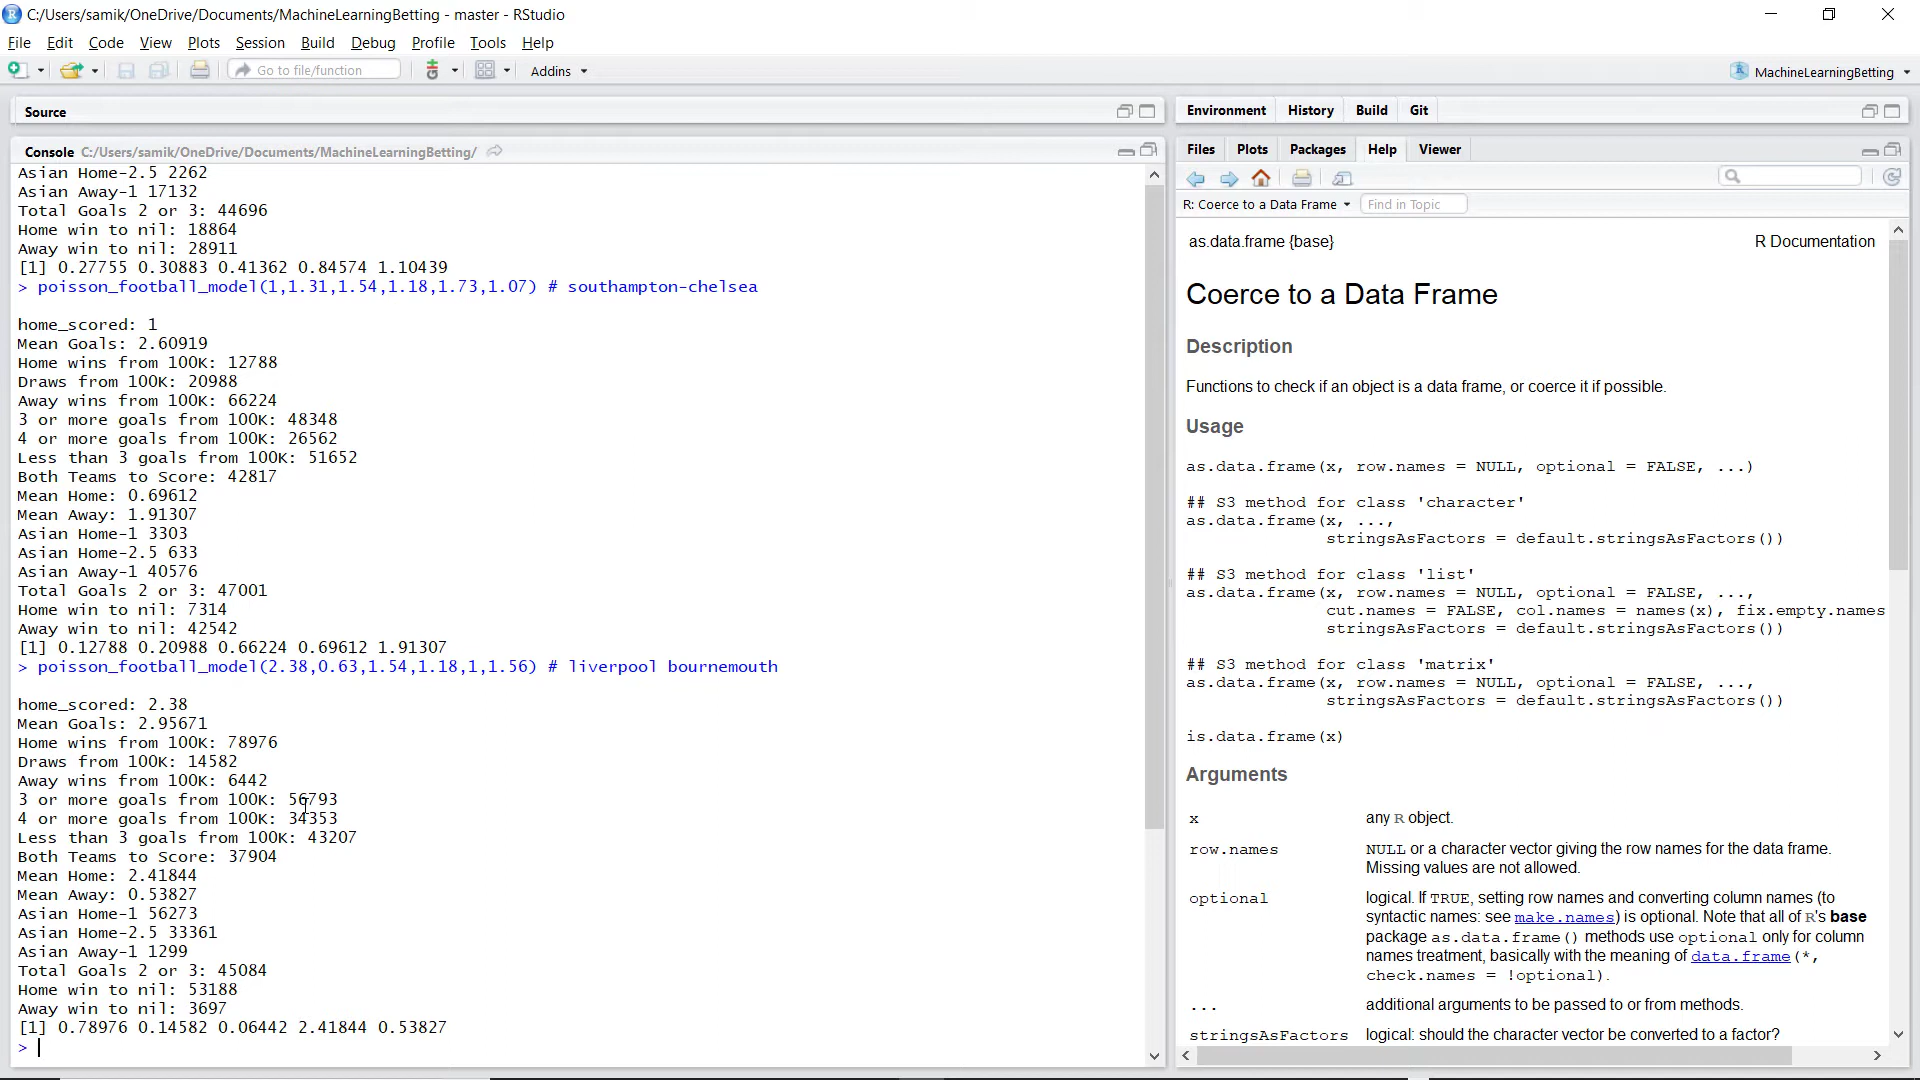 C:/Users/samik/OneDrive/Documents/MachineLearningBetting - master - RStudio
File Edit Code View Plots Session Build Debug Profile Tools Help
Go to file/function Addins MachineLearningBetting
Source
Console C:/Users/samik/OneDrive/Documents/MachineLearningBetting/
Asian Home-2.5 2262
Asian Away-1 17132
Total Goals 2 or 3: 44696
Home win to nil: 18864
Away win to nil: 28911
[1] 0.27755 0.30883 0.41362 0.84574 1.10439
> poisson_football_model(1,1.31,1.54,1.18,1.73,1.07) # southampton-chelsea
home_scored: 1
Mean Goals: 2.60919
Home wins from 100K: 12788
Draws from 100K: 20988
Away wins from 100K: 66224
3 or more goals from 100K: 48348
4 or more goals from 100K: 26562
Less than 3 goals from 100K: 51652
Both Teams to Score: 42817
Mean Home: 0.69612
Mean Away: 1.91307
Asian Home-1 3303
Asian Home-2.5 633
Asian Away-1 40576
Total Goals 2 or 3: 47001
Home win to nil: 7314
Away win to nil: 42542
[1] 0.12788 0.20988 0.66224 0.69612 1.91307
> poisson_football_model(2.38,0.63,1.54,1.18,1,1.56) # liverpool bournemouth
home_scored: 2.38
Mean Goals: 2.95671
Home wins from 100K: 78976
Draws from 100K: 14582
Away wins from 100K: 6442
3 or more goals from 100K: 56793
4 or more goals from 100K: 34353
Less than 3 goals from 100K: 43207
Both Teams to Score: 37904
Mean Home: 2.41844
Mean Away: 0.53827
Asian Home-1 56273
Asian Home-2.5 33361
Asian Away-1 1299
Total Goals 2 or 3: 45084
Home win to nil: 53188
Away win to nil: 3697
[1] 0.78976 0.14582 0.06442 2.41844 0.53827
>
Environment History Build Git
Files Plots Packages Help Viewer
R: Coerce to a Data Frame Find in Topic
as.data.frame {base} R Documentation
Coerce to a Data Frame
Description
Functions to check if an object is a data frame, or coerce it if possible.
Usage
as.data.frame(x, row.names = NULL, optional = FALSE, ...)
## S3 method for class 'character'
as.data.frame(x, ...,
stringsAsFactors = default.stringsAsFactors())
## S3 method for class 'list'
as.data.frame(x, row.names = NULL, optional = FALSE, ...,
cut.names = FALSE, col.names = names(x), fix.empty.names
stringsAsFactors = default.stringsAsFactors())
## S3 method for class 'matrix'
as.data.frame(x, row.names = NULL, optional = FALSE, ...,
stringsAsFactors = default.stringsAsFactors())
is.data.frame(x)
Arguments
x any R object.
row.names NULL or a character vector giving the row names for the data frame.
Missing values are not allowed.
optional logical. If TRUE, setting row names and converting column names (to
syntactic names: see make.names) is optional. Note that all of R's base
package as.data.frame() methods use optional only for column
names treatment, basically with the meaning of data.frame(*,
check.names = !optional).
... additional arguments to be passed to or from methods.
stringsAsFactors logical: should the character vector be converted to a factor?